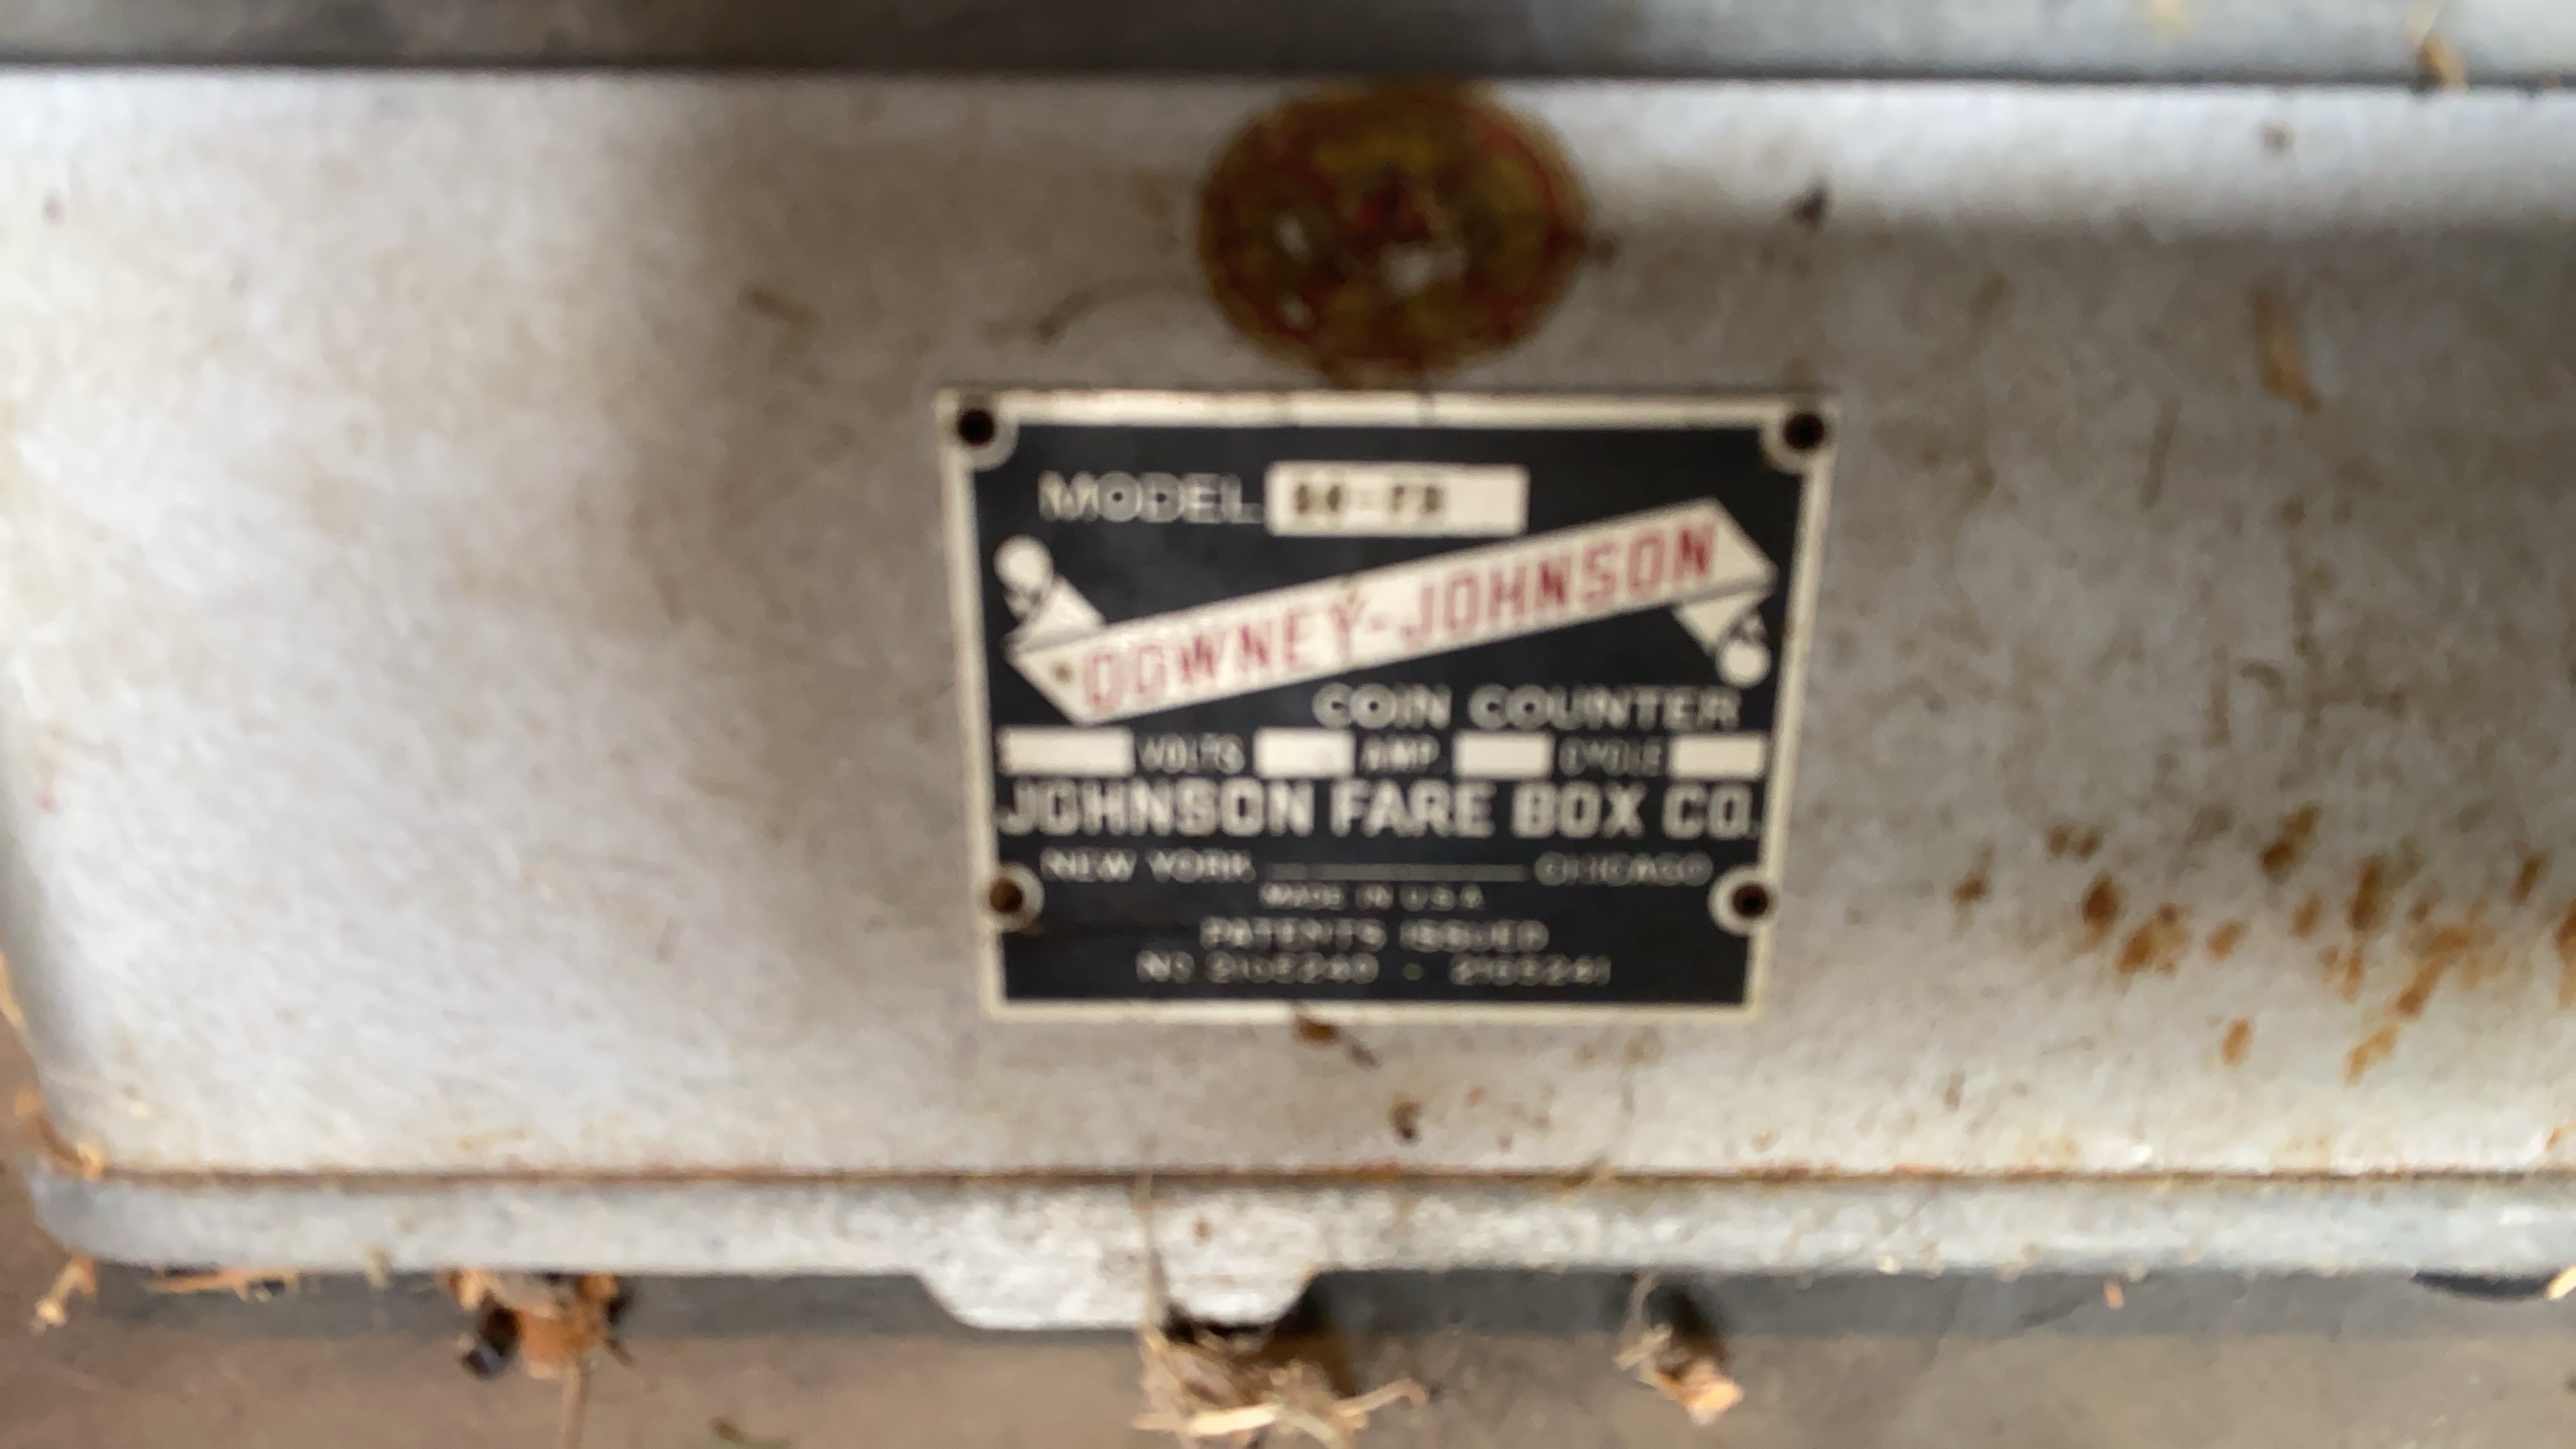 MODEL
DOWNEY-JOHNSON
COIN COUNTER
VOLTS AMP. CYCLE
JOHNSON FARE BOX CO.
NEW YORK CHICAGO
MADE IN U.S.A
PATENTS ISSUED